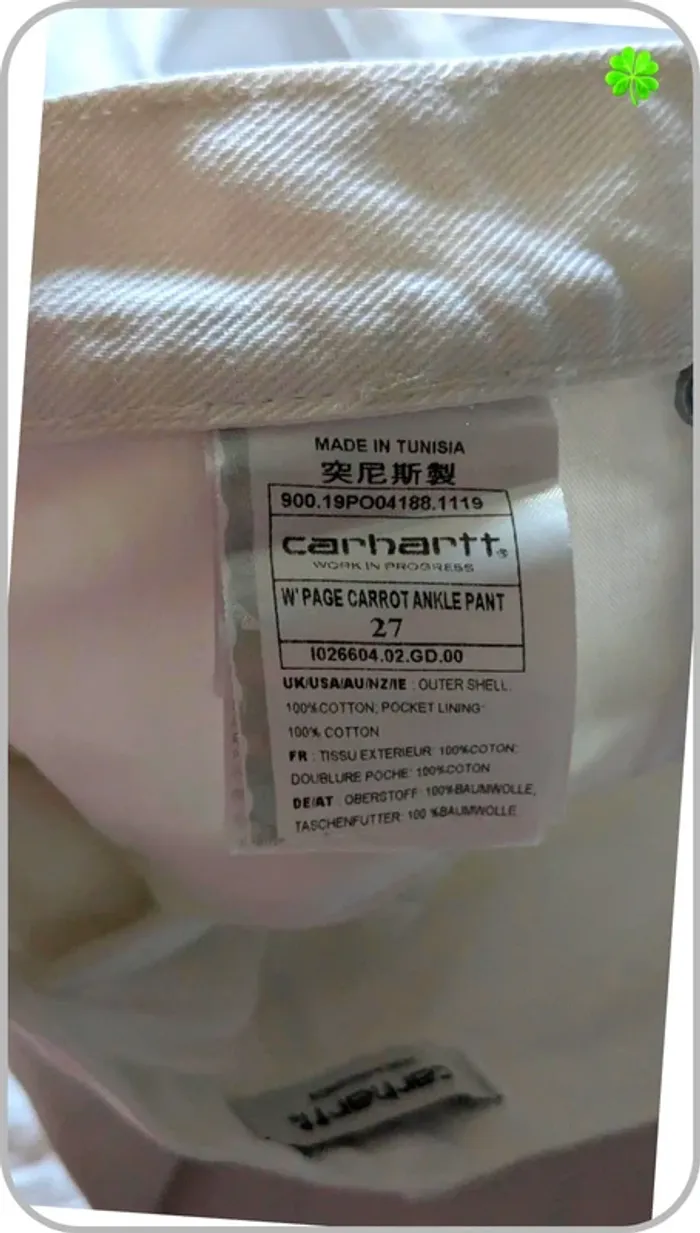 MADE IN TUNISIA
突尼斯製
900.19PO04188.1119
carhartt®
WORK IN PROGRESS
W' PAGE CARROT ANKLE PANT
27
I026604.02.GD.00
UK/USA/AU/NZ/IE : OUTER SHELL:
100%COTTON; POCKET LINING:
100% COTTON
FR : TISSU EXTERIEUR: 100%COTON;
DOUBLURE POCHE: 100%COTON
DE/AT : OBERSTOFF: 100%BAUMWOLLE,
TASCHENFUTTER: 100 %BAUMWOLLE
carhartt